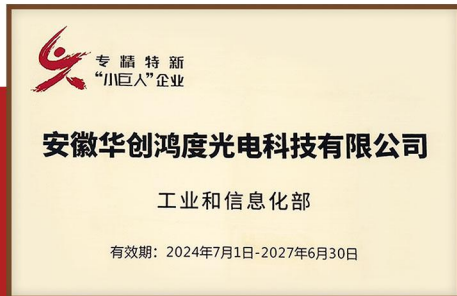 专精特新
“小巨人”企业
安徽华创鸿度光电科技有限公司
工业和信息化部
有效期：2024年7月1日-2027年6月30日